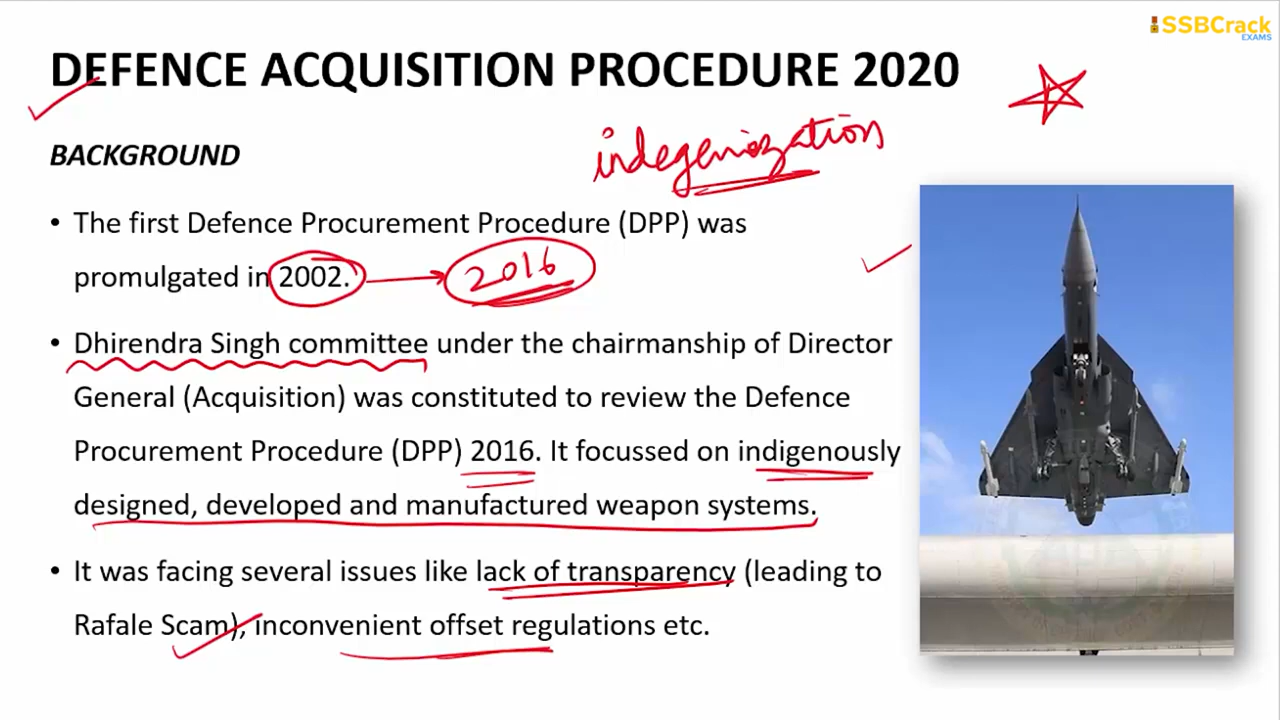 SSBCrack
EXAMS
DEFENCE ACQUISITION PROCEDURE 2020
BACKGROUND
indegeniozation
• The first Defence Procurement Procedure (DPP) was
promulgated in 2002. 2016
• Dhirendra Singh committee under the chairmanship of Director
General (Acquisition) was constituted to review the Defence
Procurement Procedure (DPP) 2016. It focussed on indigenously
designed, developed and manufactured weapon systems.
• It was facing several issues like lack of transparency (leading to
Rafale Scam), inconvenient offset regulations etc.